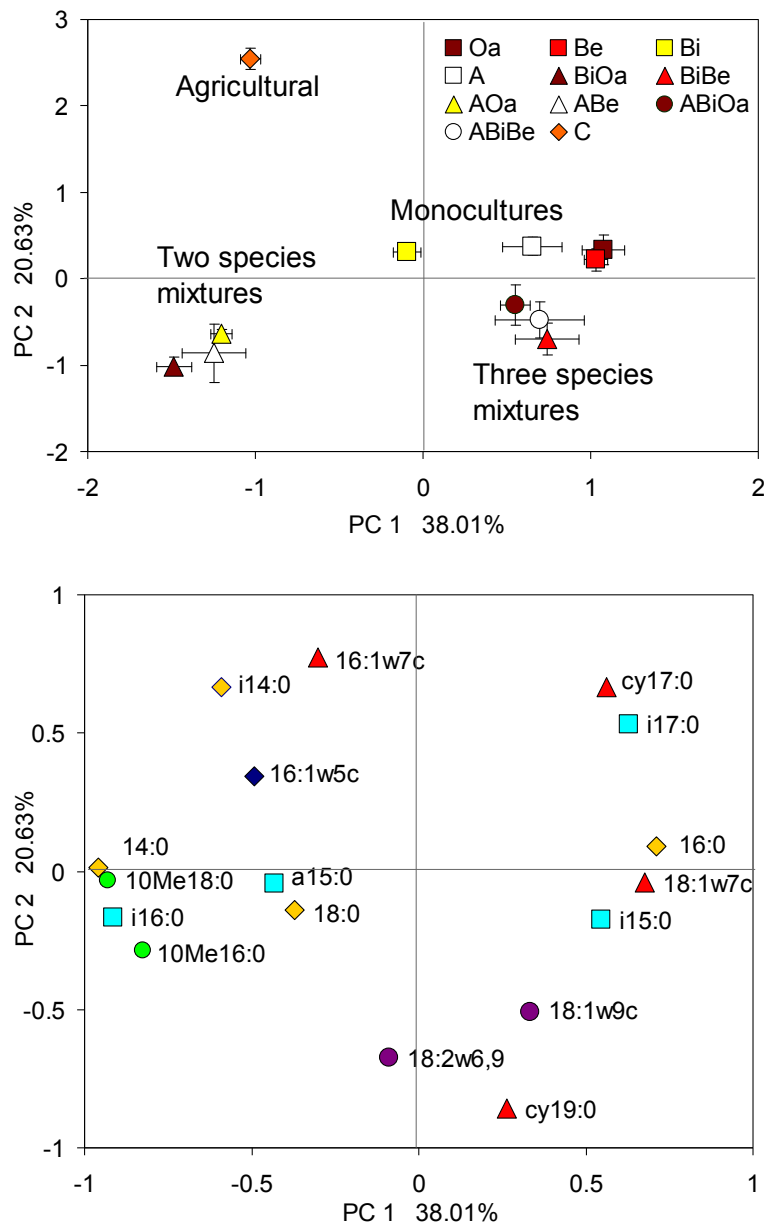 3
2
1
0
-1
-2
PC 2 20.63%
Oa Be Bi
A BiOa BiBe
AOa ABe ABiOa
ABiBe C
Agricultural
Monocultures
Two species
mixtures
Three species
mixtures
-2 -1 0 1 2
PC 1 38.01%
1
0.5
0
-0.5
-1
PC 2 20.63%
16:1w7c
i14:0
cy17:0
i17:0
16:1w5c
16:0
14:0
10Me18:0
a15:0
18:1w7c
i16:0
18:0
i15:0
10Me16:0
18:1w9c
18:2w6,9
cy19:0
-1 -0.5 0 0.5 1
PC 1 38.01%